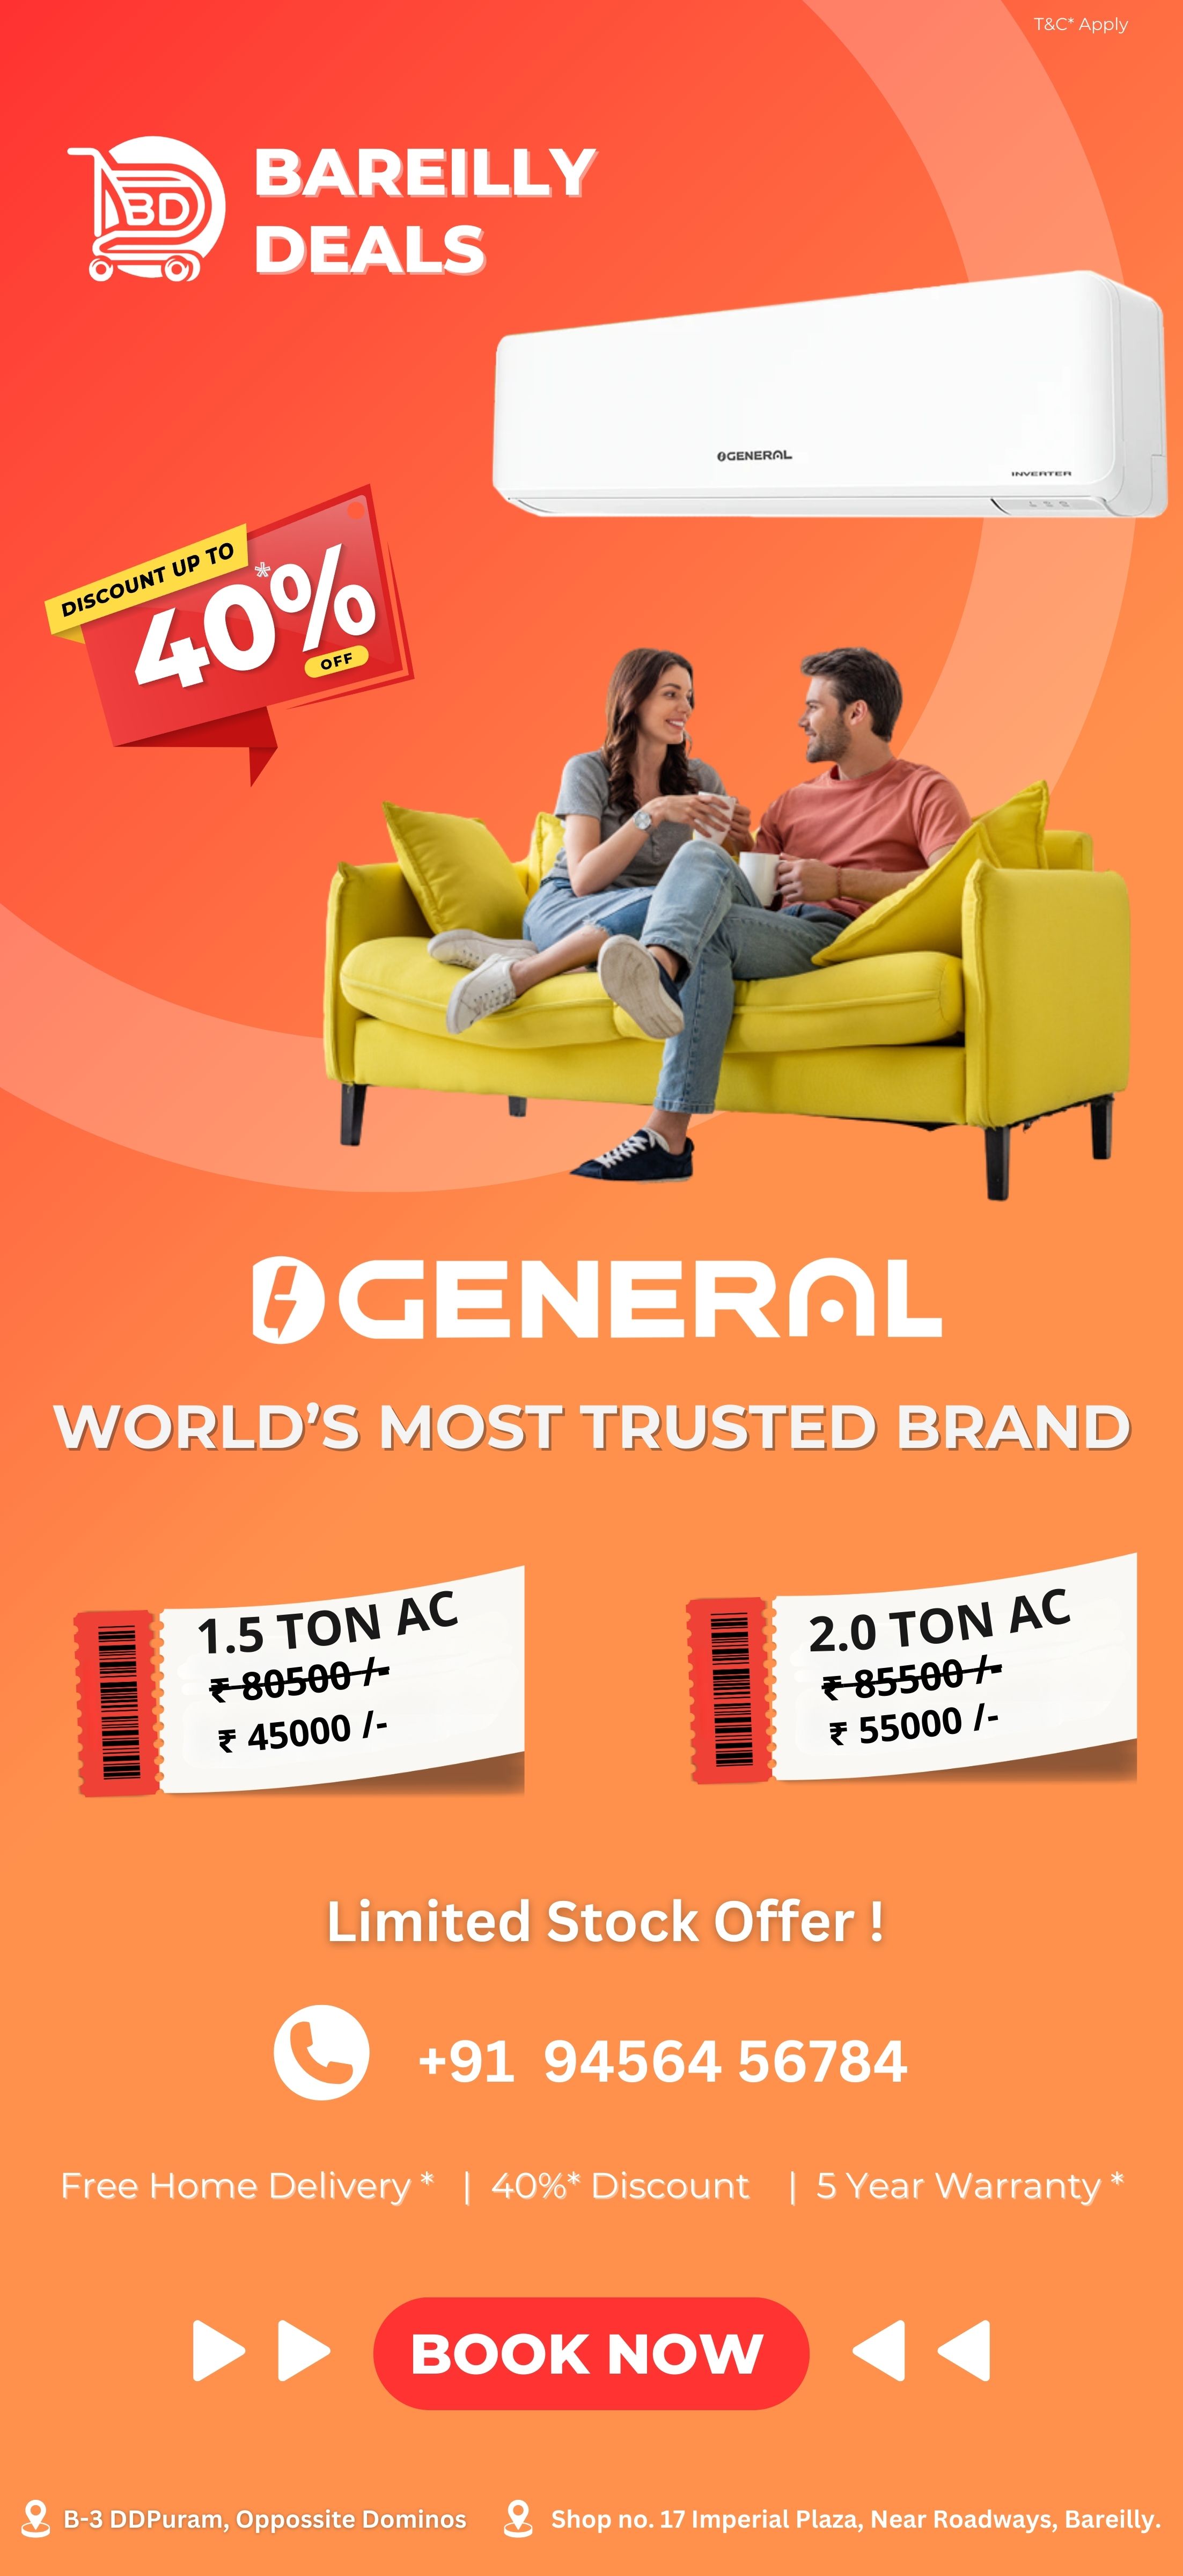 T&C* Apply
BD
BAREILLY
DEALS
GENERAL
INVERTER
DISCOUNT UP TO
40%*
OFF
GENERAL
WORLD'S MOST TRUSTED BRAND
1.5 TON AC
₹ 80500 /-
₹ 45000 /-
2.0 TON AC
₹ 85500 /-
₹ 55000 /-
Limited Stock Offer !
+91 94564 56784
Free Home Delivery * | 40%* Discount | 5 Year Warranty *
BOOK NOW
B-3 DDPuram, Oppossite Dominos
Shop no. 17 Imperial Plaza, Near Roadways, Bareilly.